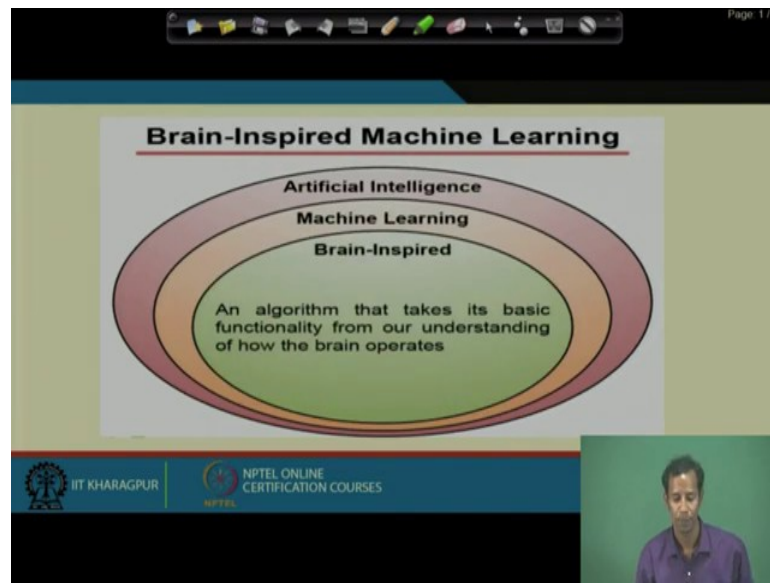 Page: 1 /
Brain-Inspired Machine Learning
Artificial Intelligence
Machine Learning
Brain-Inspired
An algorithm that takes its basic
functionality from our understanding
of how the brain operates
IIT KHARAGPUR
NPTEL ONLINE
CERTIFICATION COURSES
NPTEL